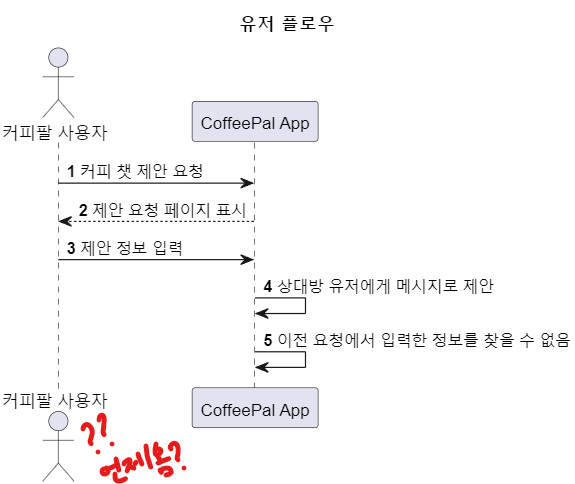 유저 플로우
커피팔 사용자
CoffeePal App
1 커피 챗 제안 요청
2 제안 요청 페이지 표시
3 제안 정보 입력
4 상대방 유저에게 메시지로 제안
5 이전 요청에서 입력한 정보를 찾을 수 없음
커피팔 사용자
CoffeePal App
??
언제봄?